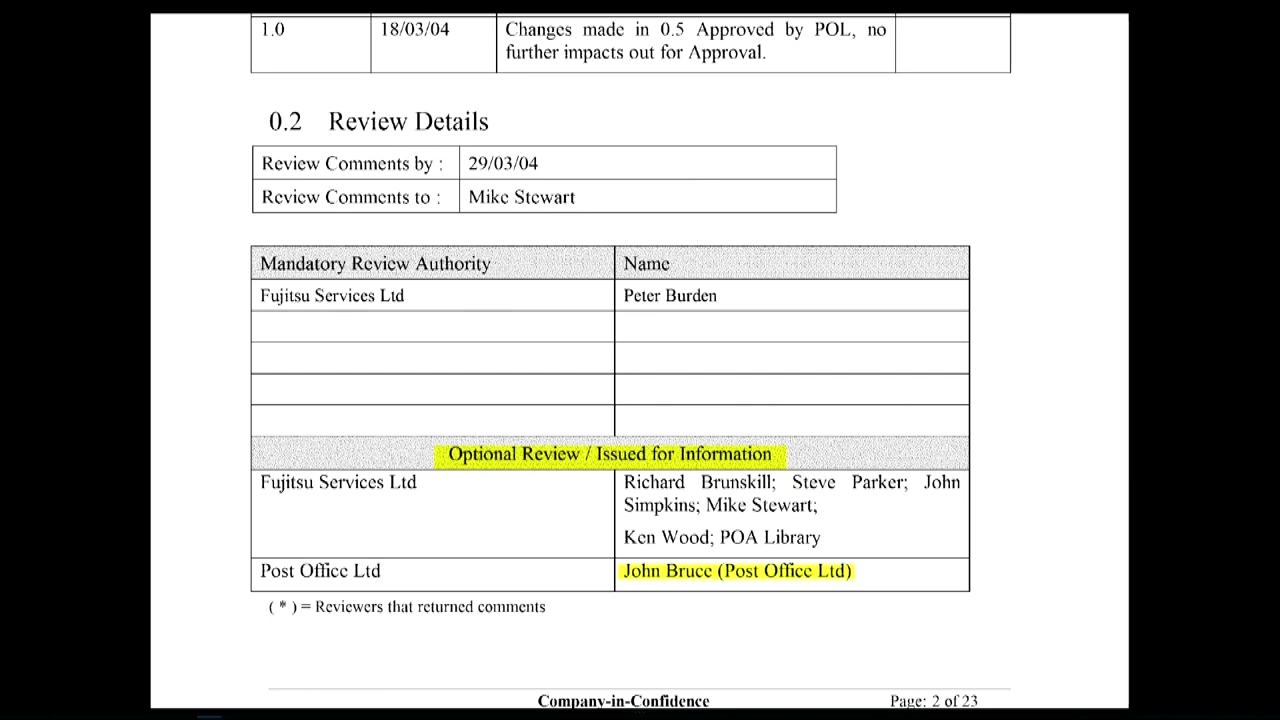 1.0 18/03/04 Changes made in 0.5 Approved by POL, no
further impacts out for Approval.
0.2 Review Details
Review Comments by : 29/03/04
Review Comments to : Mike Stewart
Mandatory Review Authority Name
Fujitsu Services Ltd Peter Burden
Optional Review / Issued for Information
Fujitsu Services Ltd Richard Brunskill; Steve Parker; John
Simpkins; Mike Stewart;
Ken Wood; POA Library
Post Office Ltd John Bruce (Post Office Ltd)
( * ) = Reviewers that returned comments
Company-in-Confidence Page: 2 of 23